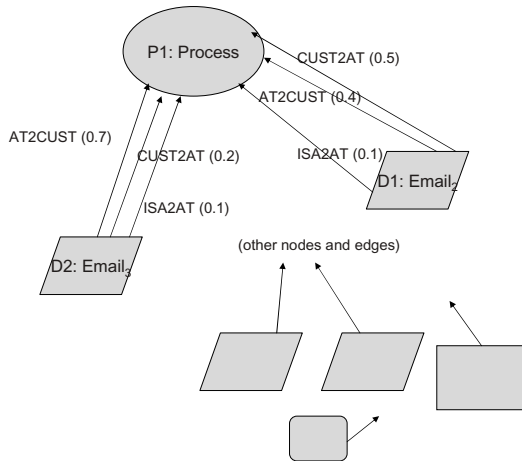 P1: Process
CUST2AT (0.5)
AT2CUST (0.4)
AT2CUST (0.7)
CUST2AT (0.2)
ISA2AT (0.1)
D1: Email₂
ISA2AT (0.1)
(other nodes and edges)
D2: Email₃